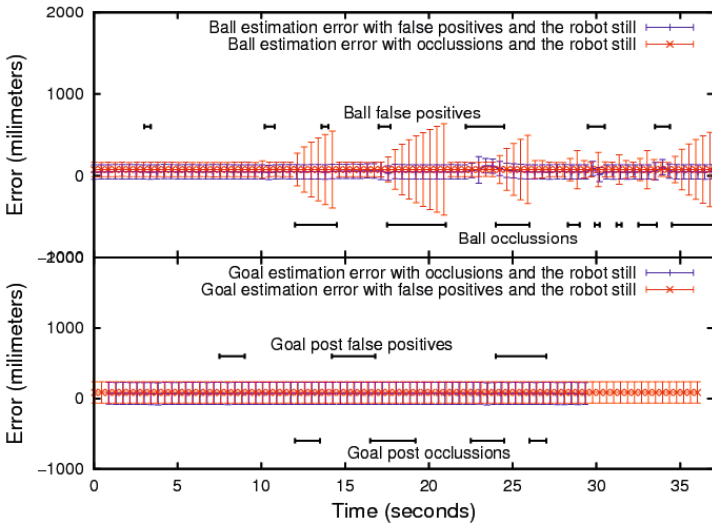 2000
Ball estimation error with false positives and the robot still
Ball estimation error with occlussions and the robot still
1000
Ball false positives
Error (milimeters)
0
Ball occlussions
−2000
2000
Goal estimation error with occlusions and the robot still
Goal estimation error with false positives and the robot still
1000
Goal post false positives
Error (milimeters)
0
Goal post occlussions
−1000
0 5 10 15 20 25 30 35
Time (seconds)